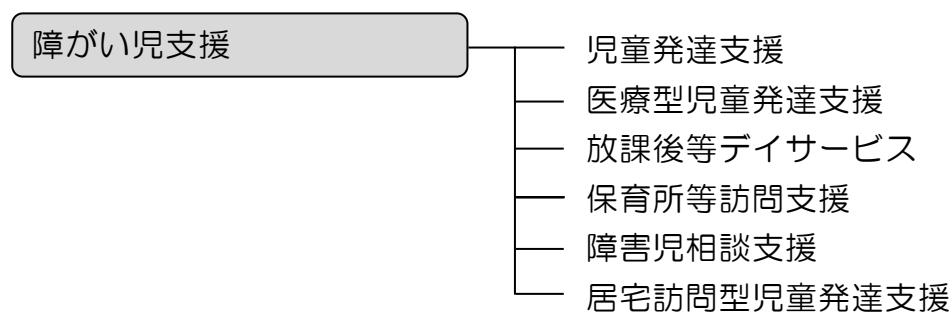 障がい児支援
児童発達支援
医療型児童発達支援
放課後等デイサービス
保育所等訪問支援
障害児相談支援
居宅訪問型児童発達支援